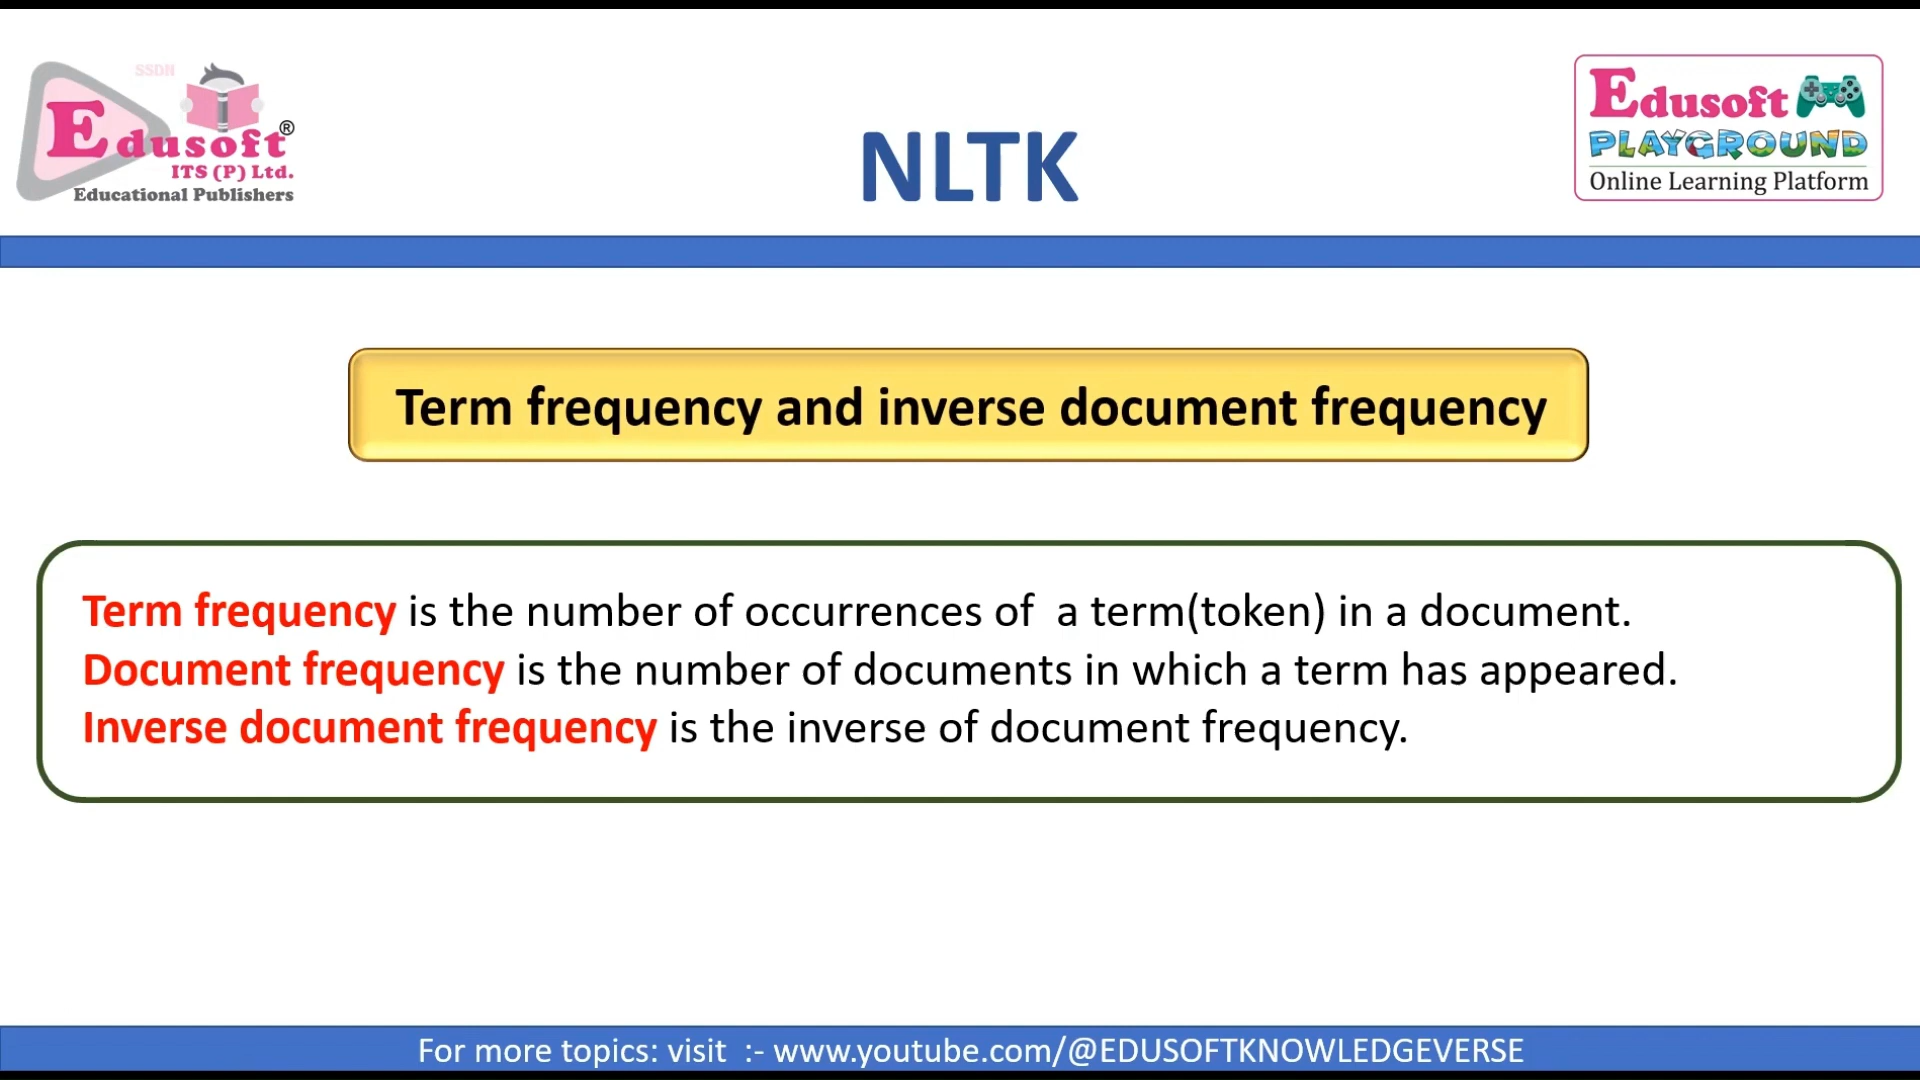 SSDN
Edusoft®
ITS (P) Ltd.
Educational Publishers
NLTK
Edusoft
PLAYGROUND
Online Learning Platform
Term frequency and inverse document frequency
Term frequency is the number of occurrences of  a term(token) in a document.
Document frequency is the number of documents in which a term has appeared.
Inverse document frequency is the inverse of document frequency.
For more topics: visit  :- www.youtube.com/@EDUSOFTKNOWLEDGEVERSE